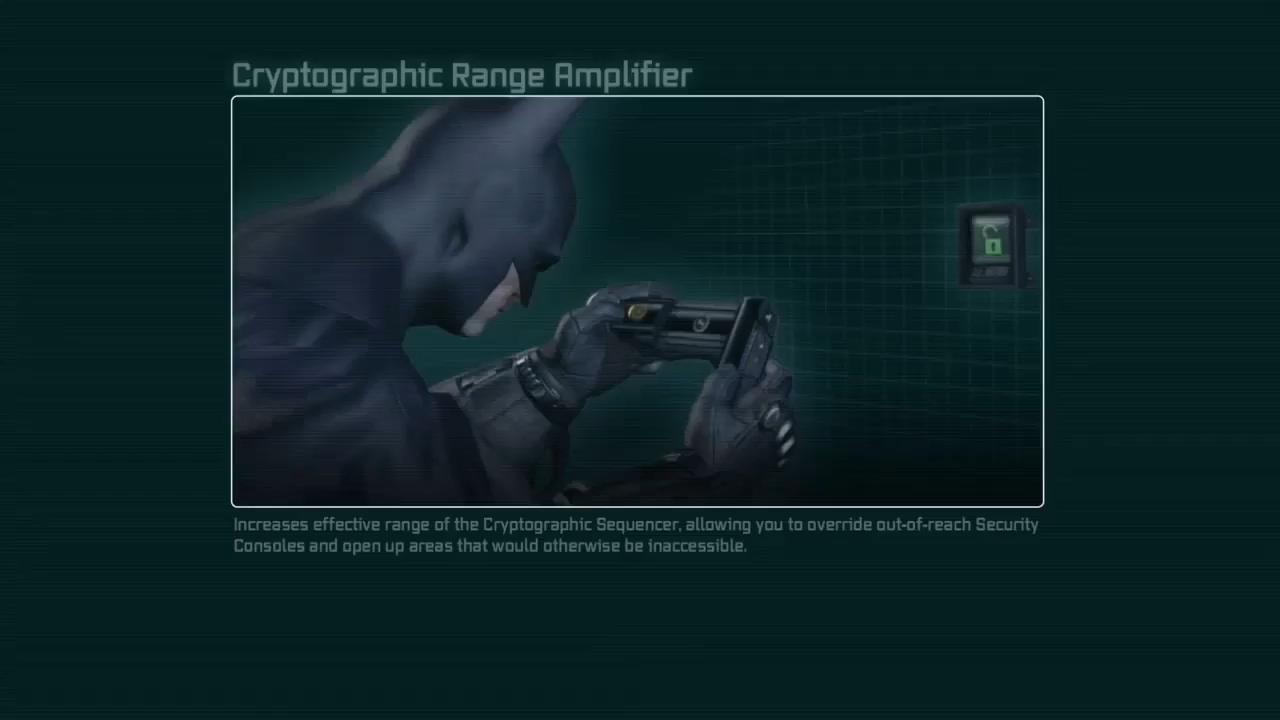 Cryptographic Range Amplifier
Increases effective range of the Cryptographic Sequencer, allowing you to override out-of-reach Security
Consoles and open up areas that would otherwise be inaccessible.